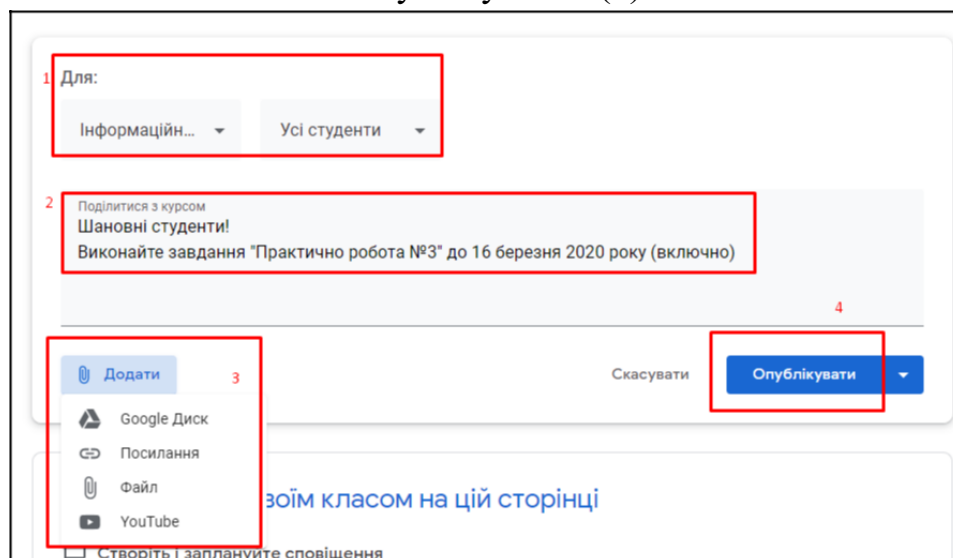 1 Для:
Інформаційн... Усі студенти
2 Поділитися з курсом
Шановні студенти!
Виконайте завдання "Практично робота №3" до 16 березня 2020 року (включно)
4
Додати 3 Скасувати Опублікувати
Google Диск
Посилання
Файл
воїм класом на цій сторінці
YouTube
Створіть і заплануйте сповіщення